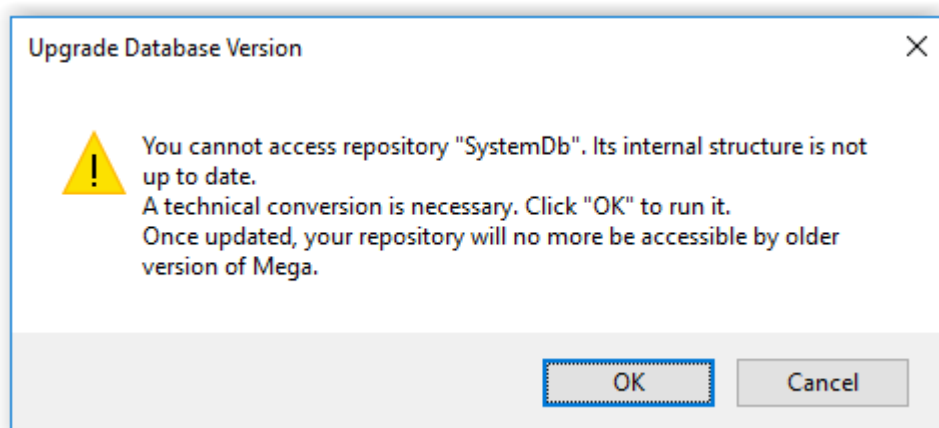 Upgrade Database Version
You cannot access repository "SystemDb". Its internal structure is not
up to date.
A technical conversion is necessary. Click "OK" to run it.
Once updated, your repository will no more be accessible by older
version of Mega.
OK
Cancel